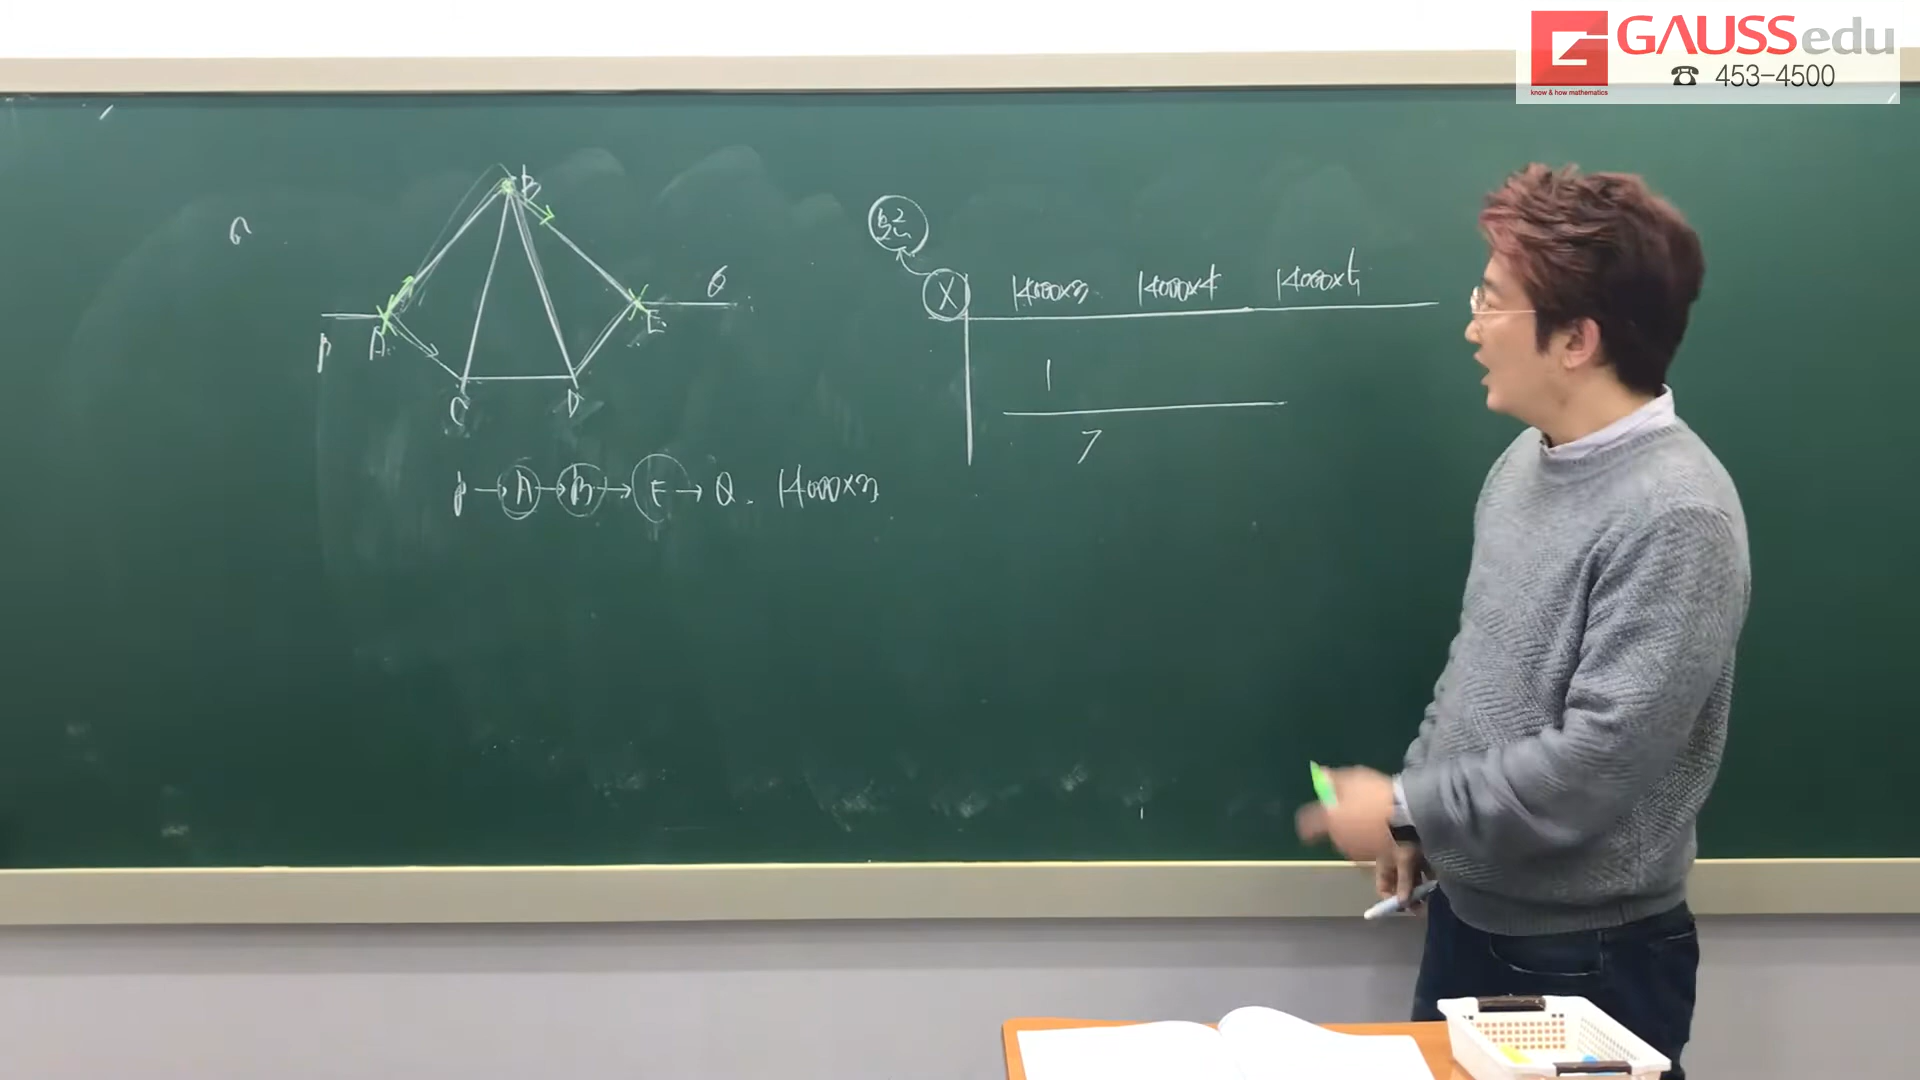 GAUSSedu
☎ 453-4500
know & how mathematics
B
P
A
C
D
E
Q
P → A → B → E → Q. 14000×3
X
14000×3 14000×4 14000×5
1
7